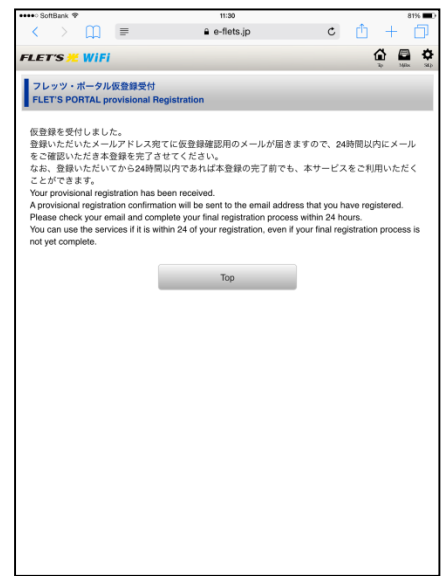 SoftBank 11:30 81%
e-flets.jp
FLET'S WiFi
フレッツ・ポータル仮登録受付
FLET'S PORTAL provisional Registration
仮登録を受付しました。
登録いただいたメールアドレス宛てに仮登録確認用のメールが届きますので、24時間以内にメール
をご確認いただき本登録を完了させてください。
なお、登録いただいてから24時間以内であれば本登録の完了前でも、本サービスをご利用いただく
ことができます。
Your provisional registration has been received.
A provisional registration confirmation will be sent to the email address that you have registered.
Please check your email and complete your final registration process within 24 hours.
You can use the services if it is within 24 of your registration, even if your final registration process is
not yet complete.
Top